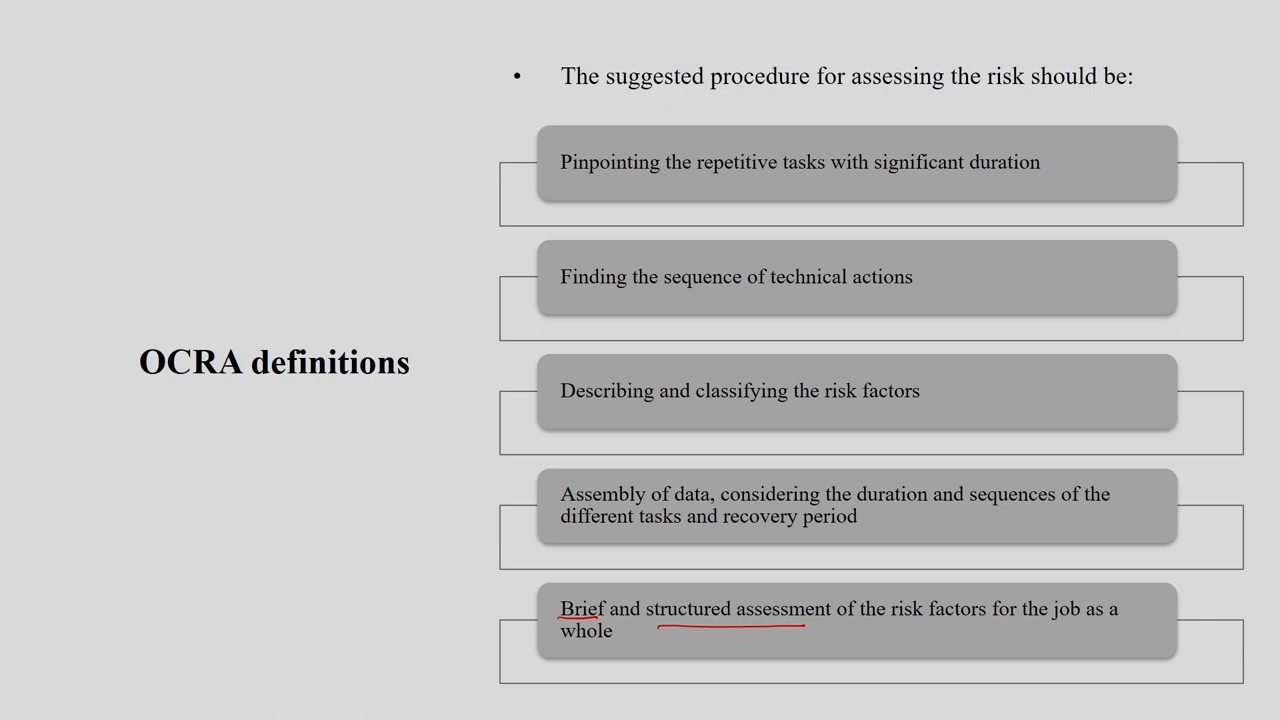 OCRA definitions
• The suggested procedure for assessing the risk should be:
Pinpointing the repetitive tasks with significant duration
Finding the sequence of technical actions
Describing and classifying the risk factors
Assembly of data, considering the duration and sequences of the
different tasks and recovery period
Brief and structured assessment of the risk factors for the job as a
whole